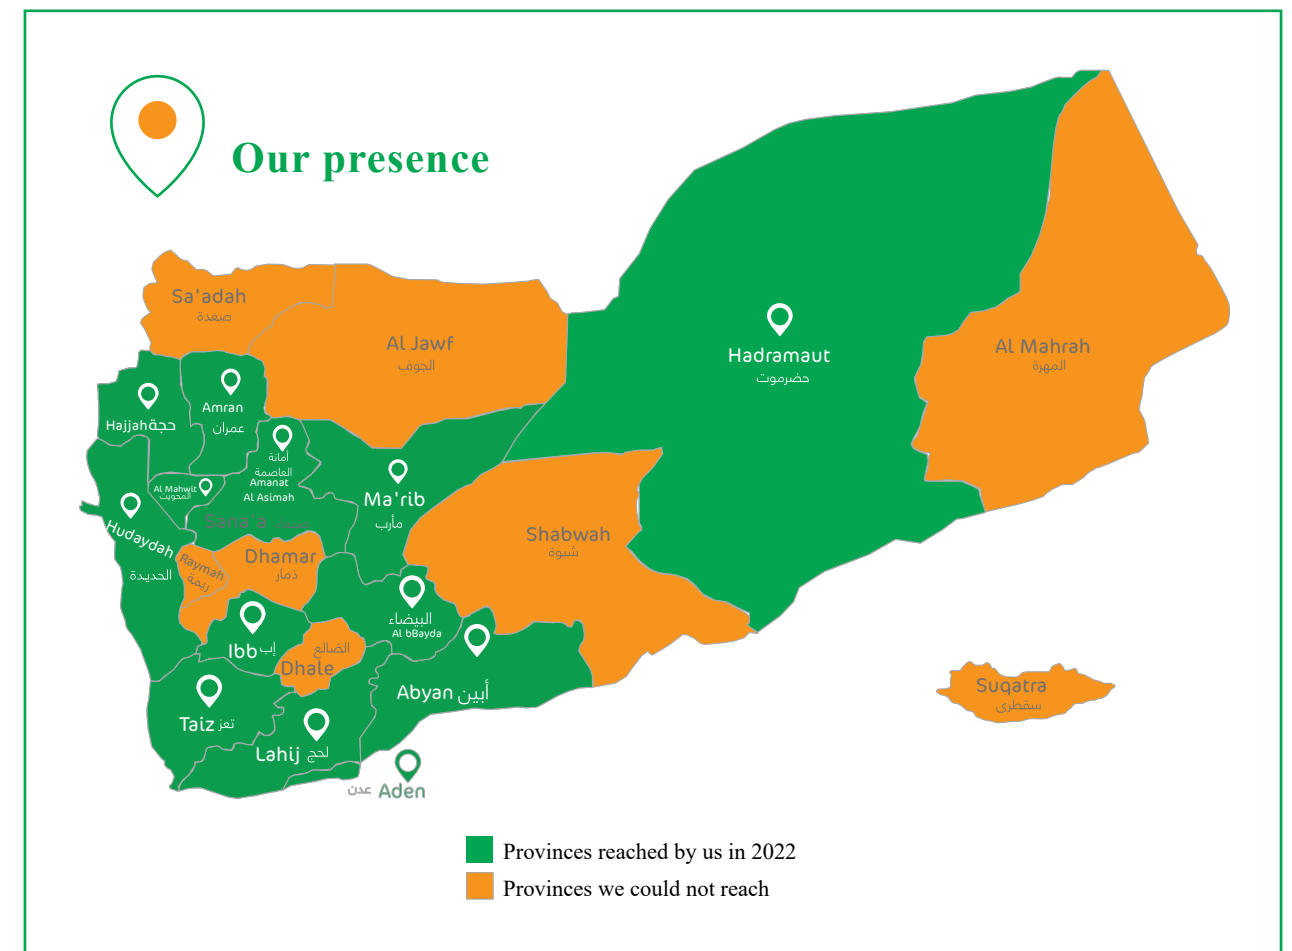 Our presence
Sa'adah
صعدة
Al Jawf
الجوف
Hadramaut
حضرموت
Al Mahrah
المهرة
Hajjah حجة
Amran
عمران
أمانة
العاصمة
Amanat
Al Asimah
Al Mahwit
المحويت
Ma'rib
مأرب
Sana'a صنعاء
Hudaydah
الحديدة
Raymah
ريمة
Dhamar
ذمار
Shabwah
شبوة
البيضاء
Al bBayda
Ibb إب
الضالع
Dhale
Abyan أبين
Taiz تعز
Lahij لحج
عدن Aden
Suqatra
سقطرى
Provinces reached by us in 2022
Provinces we could not reach